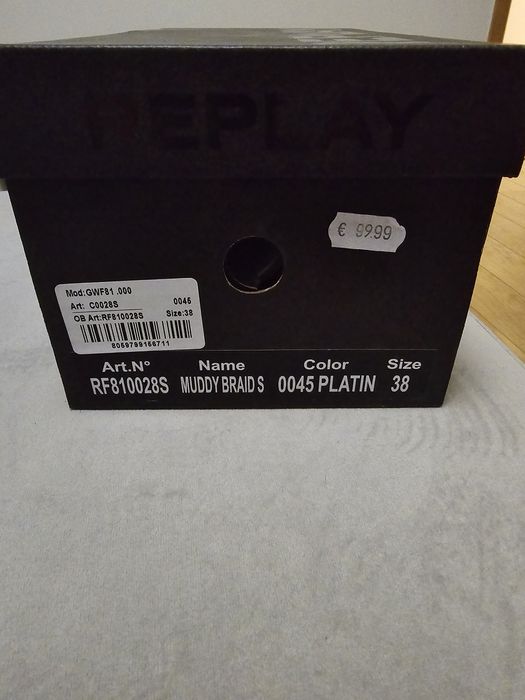 REPLAY
€ 99.99
Mod:GWF81 .000
Art: C0028S 0045
OB Art:RF810028S Size:38
8059799156711
Art.N° Name Color Size
RF810028S MUDDY BRAID S 0045 PLATIN 38